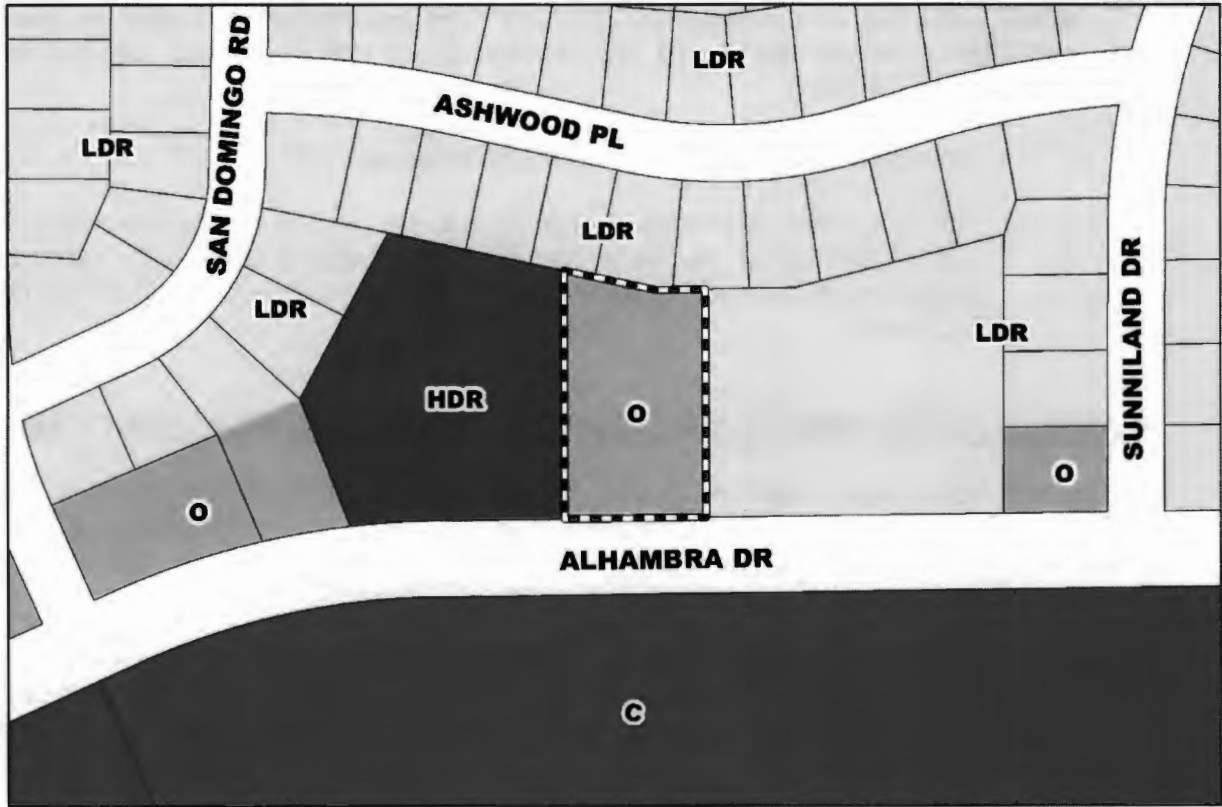 SAN DOMINGO RD
LDR
ASHWOOD PL
LDR
LDR
LDR
SUNNILAND DR
LDR
HDR
O
O
O
ALHAMBRA DR
C